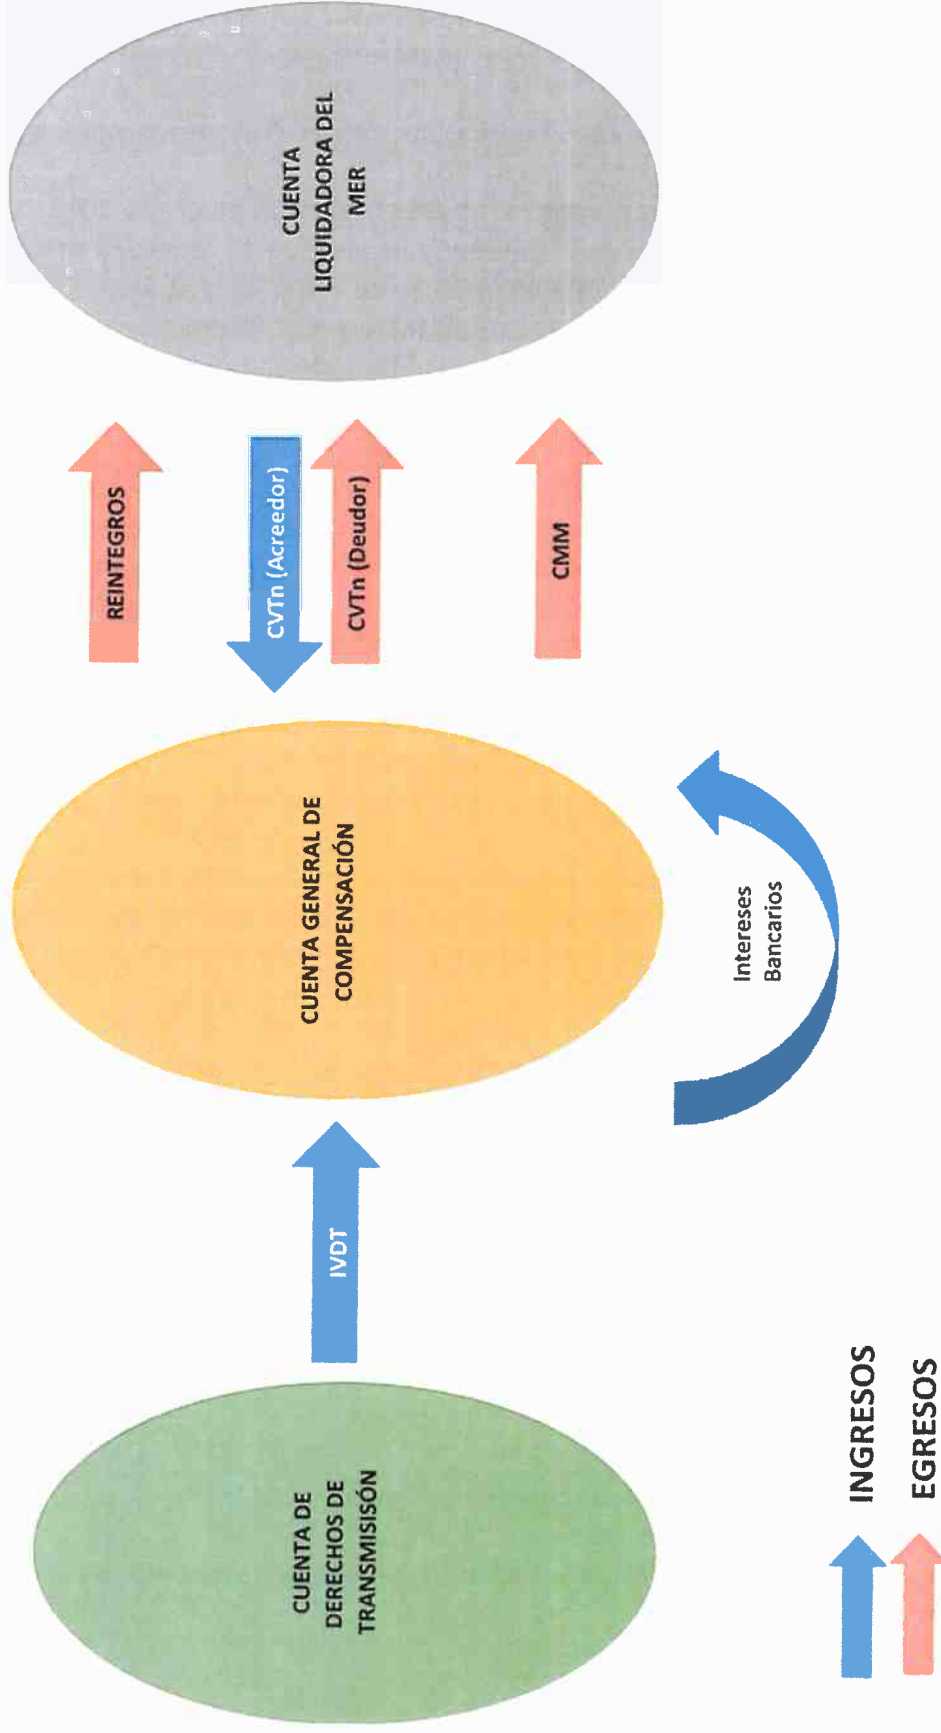 CUENTA DE
DERECHOS DE
TRANSMISISÓN
IVDT
CUENTA GENERAL DE
COMPENSACIÓN
Intereses
Bancarios
REINTEGROS
CVTn (Acreedor)
CVTn (Deudor)
CMM
CUENTA
LIQUIDADORA DEL
MER
INGRESOS
EGRESOS